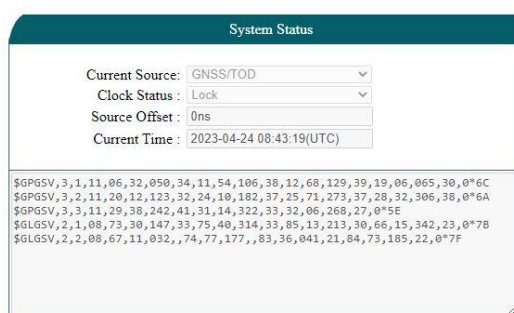 System Status
Current Source: GNSS/TOD
Clock Status : Lock
Source Offset : 0ns
Current Time : 2023-04-24 08:43:19(UTC)
$GPGSV,3,1,11,06,32,050,34,11,54,106,38,12,68,129,39,19,06,065,30,0*6C
$GPGSV,3,2,11,20,12,123,32,24,10,182,37,25,71,273,37,28,32,306,38,0*6A
$GPGSV,3,3,11,29,38,242,41,31,14,322,33,32,06,268,27,0*5E
$GLGSV,2,1,08,73,30,147,33,75,40,314,33,85,13,213,30,66,15,342,23,0*7B
$GLGSV,2,2,08,67,11,032,,74,77,177,,83,36,041,21,84,73,185,22,0*7F